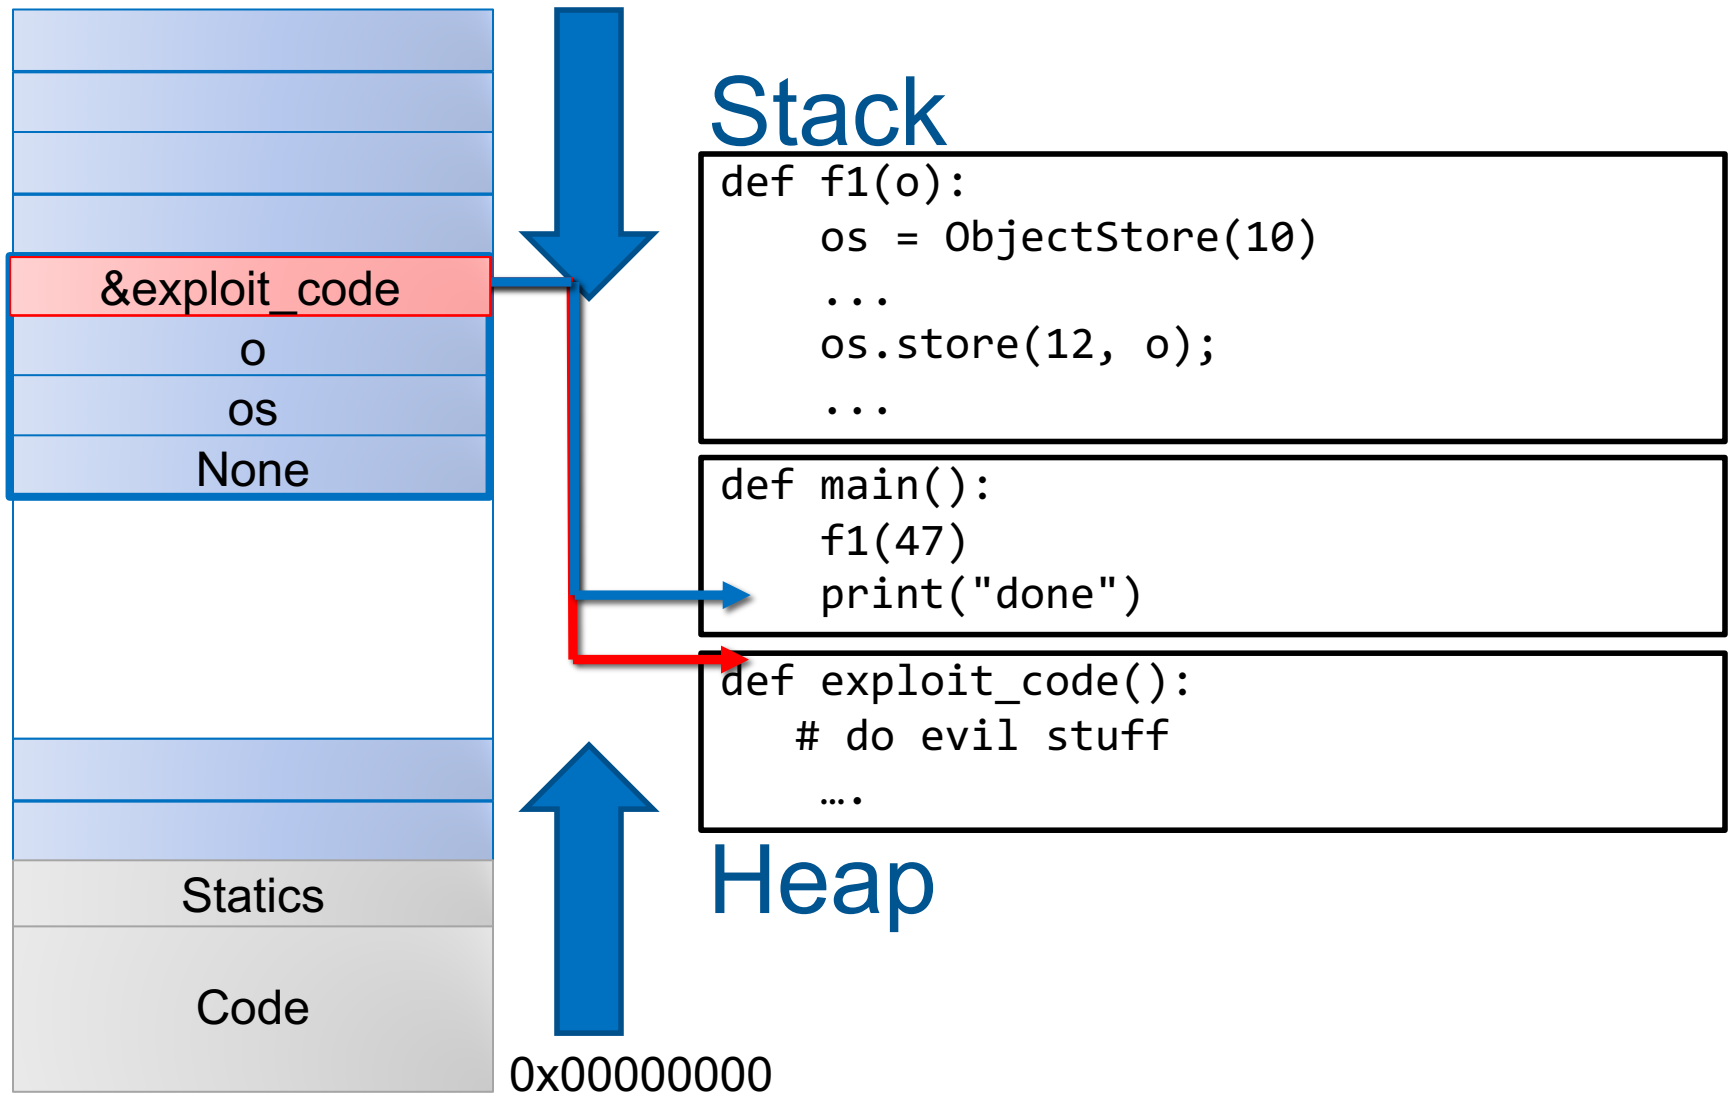 Stack
def f1(o):
    os = ObjectStore(10)
    ...
    os.store(12, o);
    ...
&exploit_code
o
os
None
def main():
    f1(47)
    print("done")
def exploit_code():
   # do evil stuff
    ….
Heap
Statics
Code
0x00000000